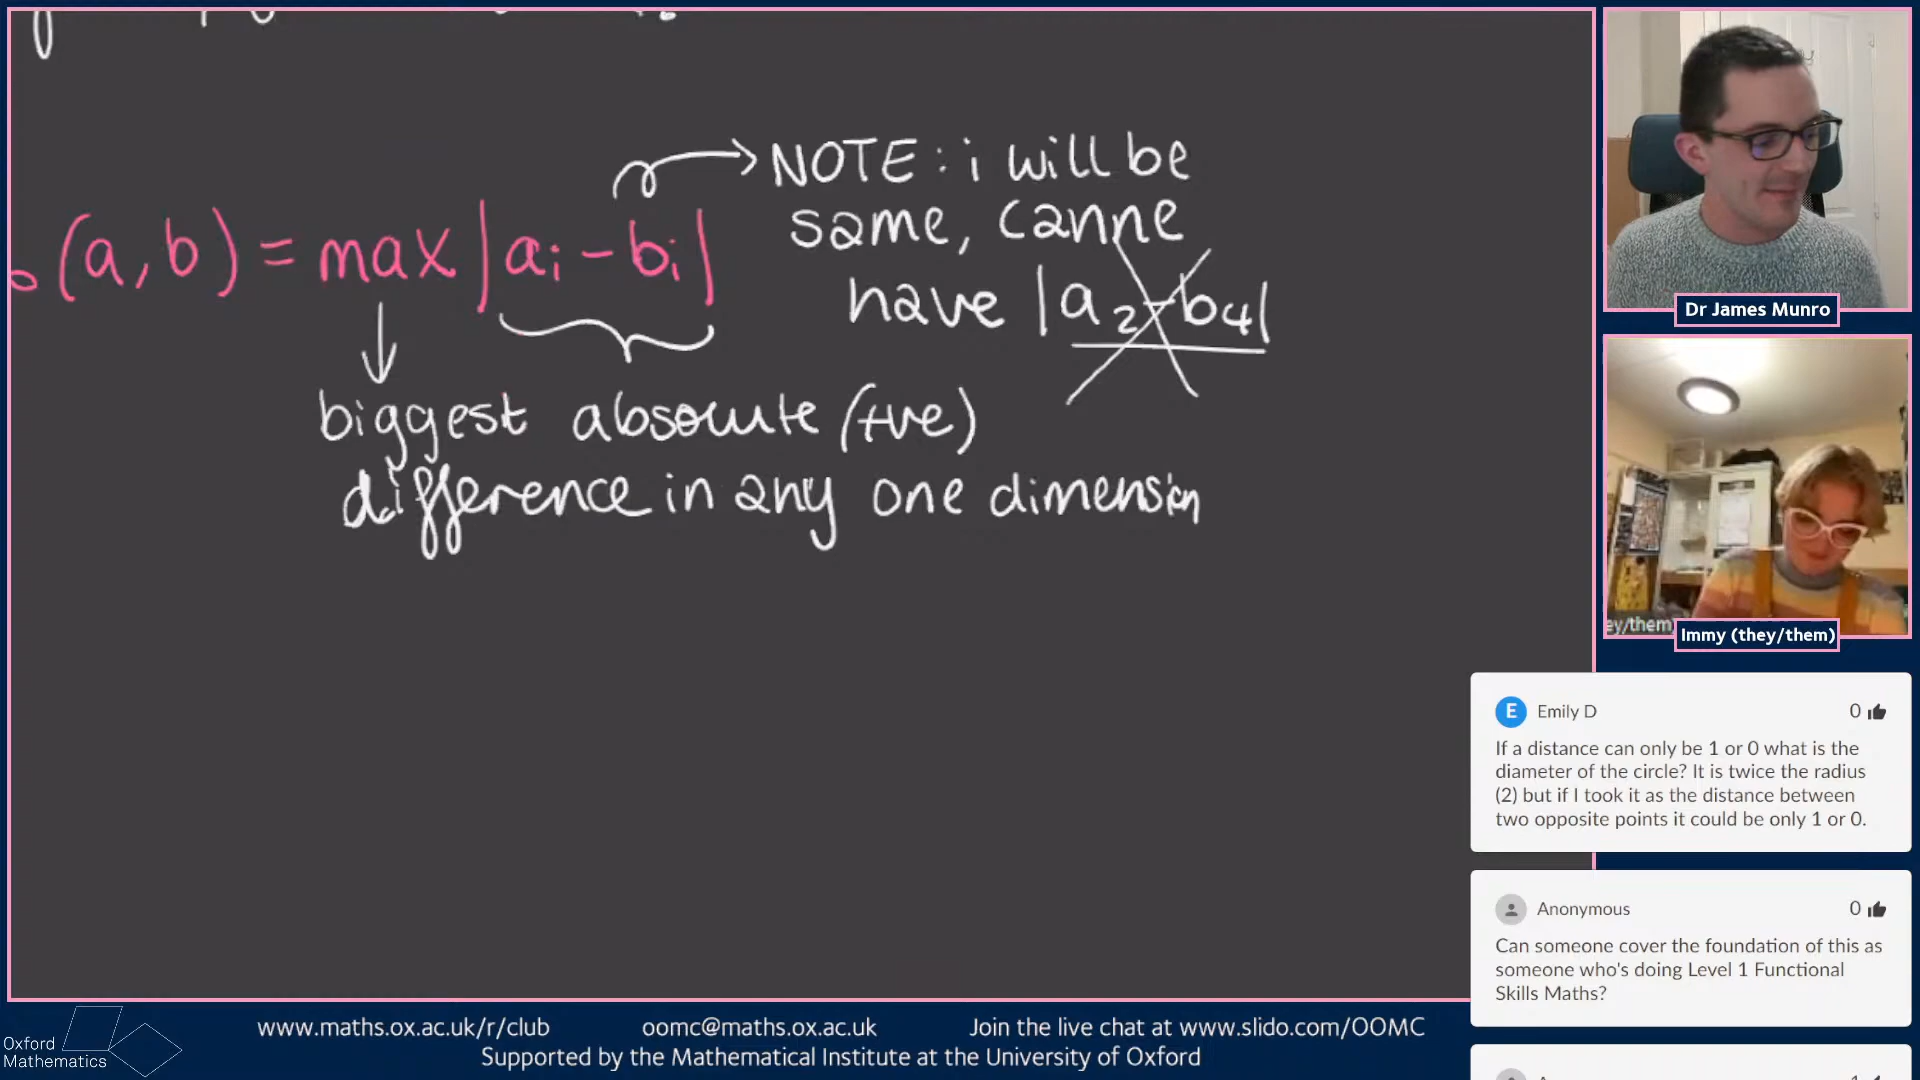 NOTE: i will be
same, canne
have |a₂-b₄|
(a,b) = max |aᵢ-bᵢ|
biggest absolute (+ve)
difference in any one dimension
Dr James Munro
ey/them
Immy (they/them)
E Emily D 0
If a distance can only be 1 or 0 what is the
diameter of the circle? It is twice the radius
(2) but if I took it as the distance between
two opposite points it could be only 1 or 0.
Anonymous 0
Can someone cover the foundation of this as
someone who's doing Level 1 Functional
Skills Maths?
Oxford
Mathematics
www.maths.ox.ac.uk/r/club oomc@maths.ox.ac.uk Join the live chat at www.slido.com/OOMC
Supported by the Mathematical Institute at the University of Oxford